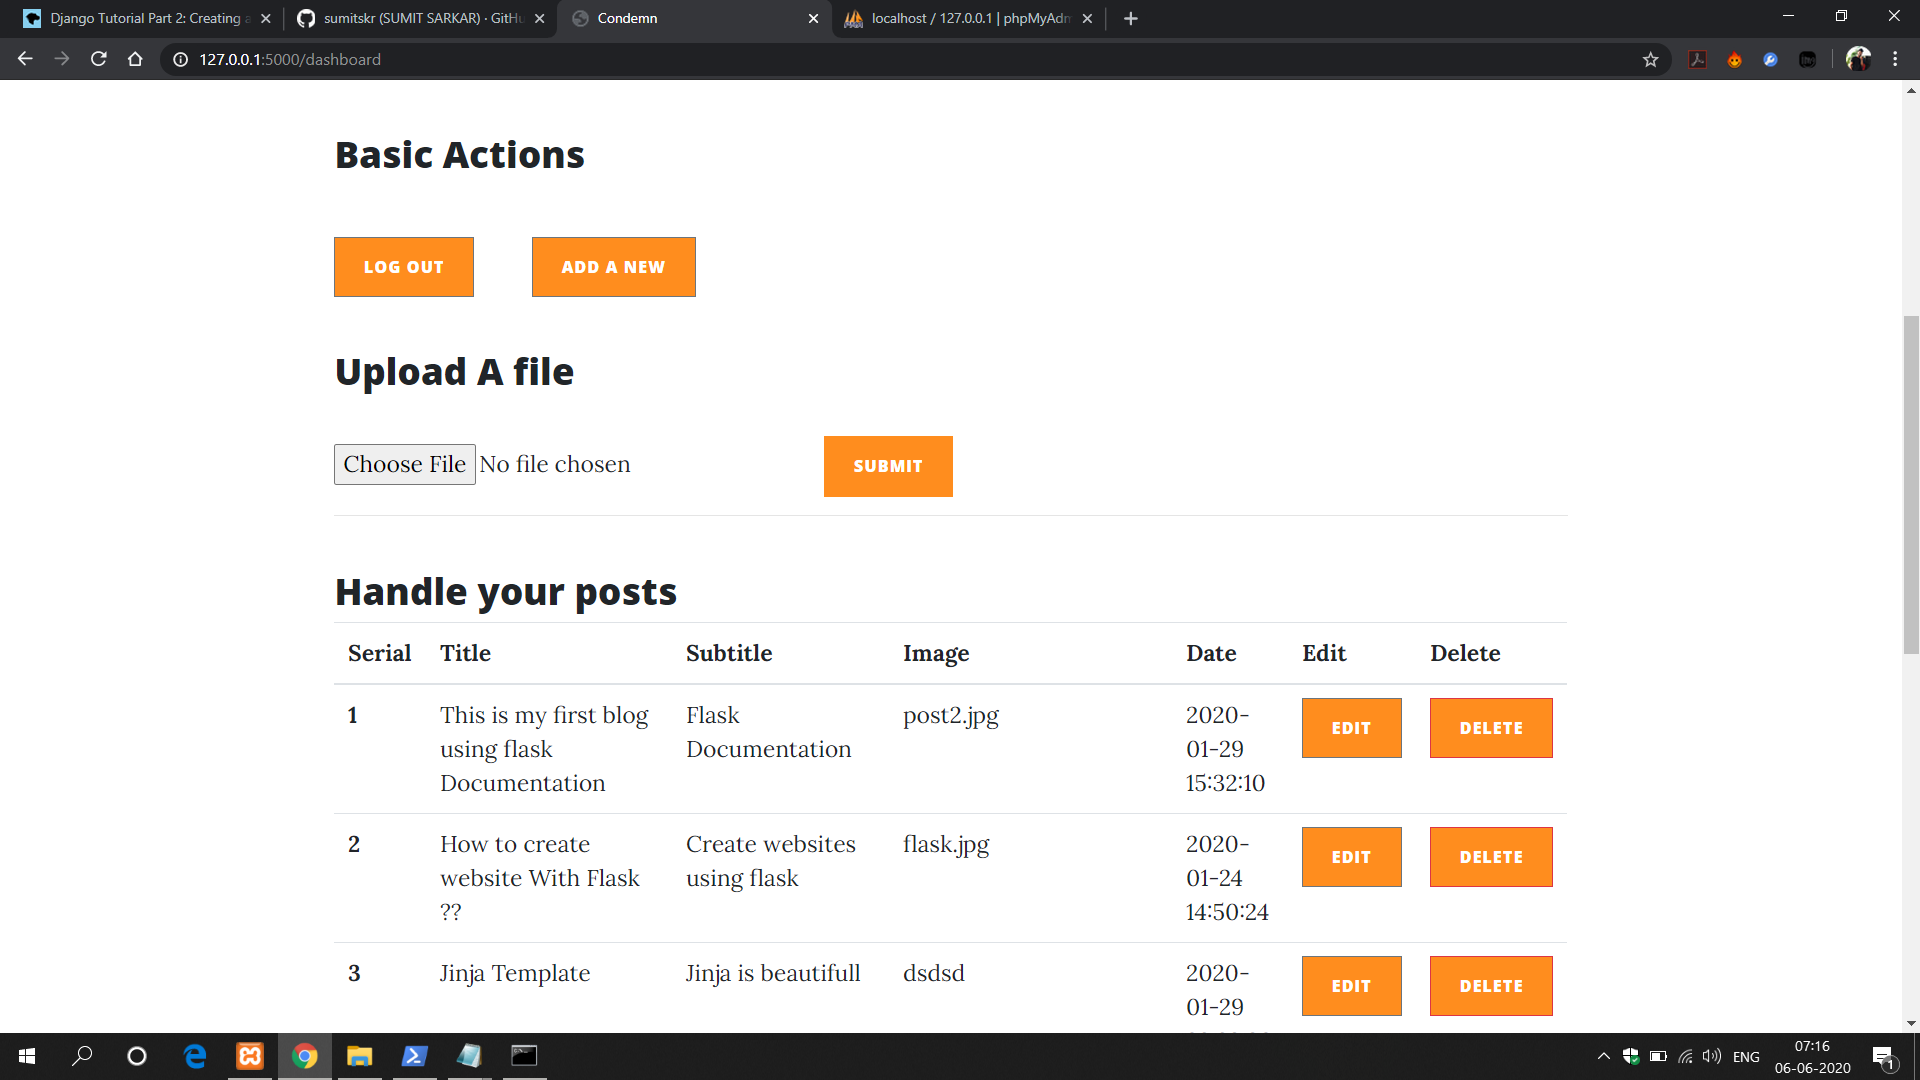 Django Tutorial Part 2: Creating a
sumitskr (SUMIT SARKAR) · GitHu
Condemn
localhost / 127.0.0.1 | phpMyAdm
127.0.0.1:5000/dashboard
Basic Actions
LOG OUT
ADD A NEW
Upload A file
Choose File No file chosen
SUBMIT
Handle your posts
Serial Title Subtitle Image Date Edit Delete
1 This is my first blog Flask post2.jpg 2020-
using flask Documentation 01-29 EDIT DELETE
Documentation 15:32:10
2 How to create Create websites flask.jpg 2020-
website With Flask using flask 01-24 EDIT DELETE
?? 14:50:24
3 Jinja Template Jinja is beautifull dsdsd 2020-
01-29 EDIT DELETE
ENG
07:16
06-06-2020
1